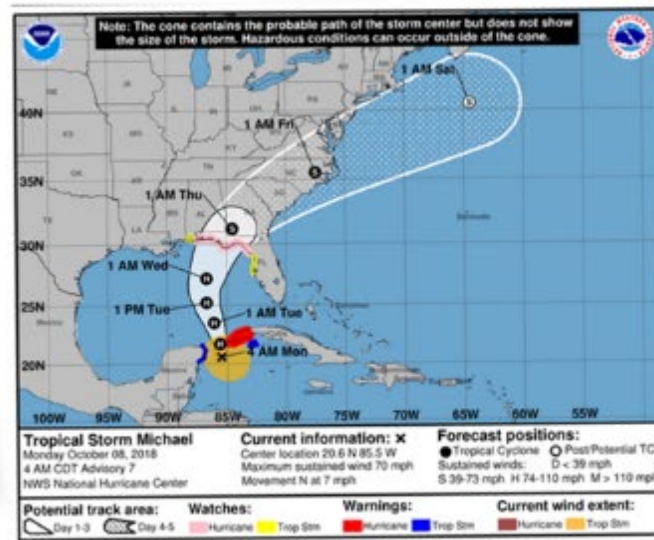 Note: The cone contains the probable path of the storm center but does not show
the size of the storm. Hazardous conditions can occur outside of the cone.
1 AM Sat
1 AM Fri
1 AM Thu
1 AM Wed
1 PM Tue
1 AM Tue
4 AM Mon
40N
35N
30N
25N
20N
100W 95W 90W 85W 80W 75W 70W 65W 60W 55W
Bermuda
Mexico
Tropical Storm Michael
Monday October 08, 2018
4 AM CDT Advisory 7
NWS National Hurricane Center
Current information: x
Center location 20.6 N 85.5 W
Maximum sustained wind 70 mph
Movement N at 7 mph
Forecast positions:
Tropical Cyclone Post/Potential TC
Sustained winds: D < 39 mph
S 39-73 mph H 74-110 mph M > 110 mph
Potential track area:
Day 1-3 Day 4-5
Watches:
Hurricane Trop Stm
Warnings:
Hurricane Trop Stm
Current wind extent:
Hurricane Trop Stm